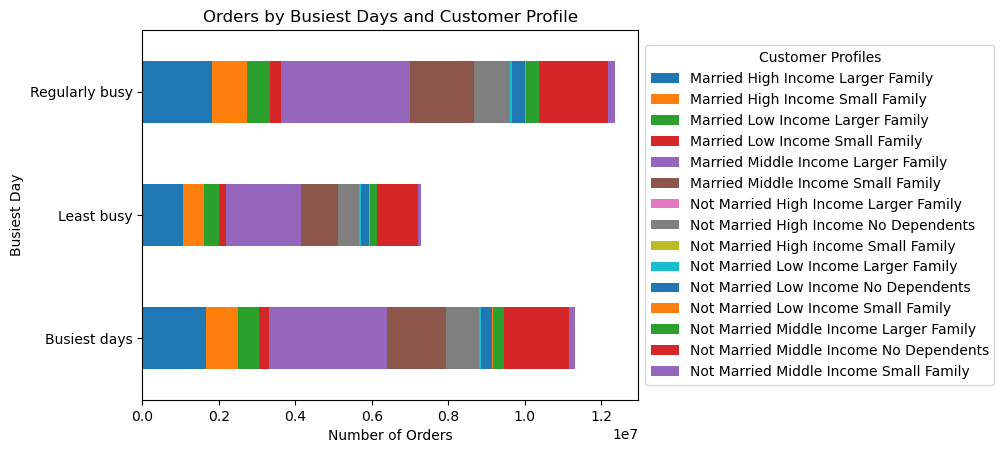 Orders by Busiest Days and Customer Profile
Busiest Day
Regularly busy
Least busy
Busiest days
0.0 0.2 0.4 0.6 0.8 1.0 1.2
1e7
Number of Orders
Customer Profiles
Married High Income Larger Family
Married High Income Small Family
Married Low Income Larger Family
Married Low Income Small Family
Married Middle Income Larger Family
Married Middle Income Small Family
Not Married High Income Larger Family
Not Married High Income No Dependents
Not Married High Income Small Family
Not Married Low Income Larger Family
Not Married Low Income No Dependents
Not Married Low Income Small Family
Not Married Middle Income Larger Family
Not Married Middle Income No Dependents
Not Married Middle Income Small Family